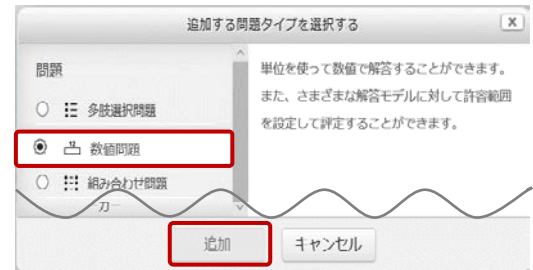 追加する問題タイプを選択する
x
問題
多肢選択問題
数値問題
組み合わせ問題
単位を使って数値で解答することができます。
また、さまざまな解答モデルに対して許容範囲
を設定して評定することができます。
追加
キャンセル